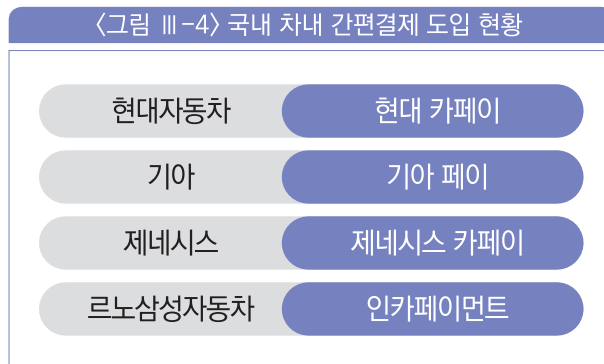 〈그림 Ⅲ-4〉 국내 차내 간편결제 도입 현황
현대자동차 현대 카페이
기아 기아 페이
제네시스 제네시스 카페이
르노삼성자동차 인카페이먼트